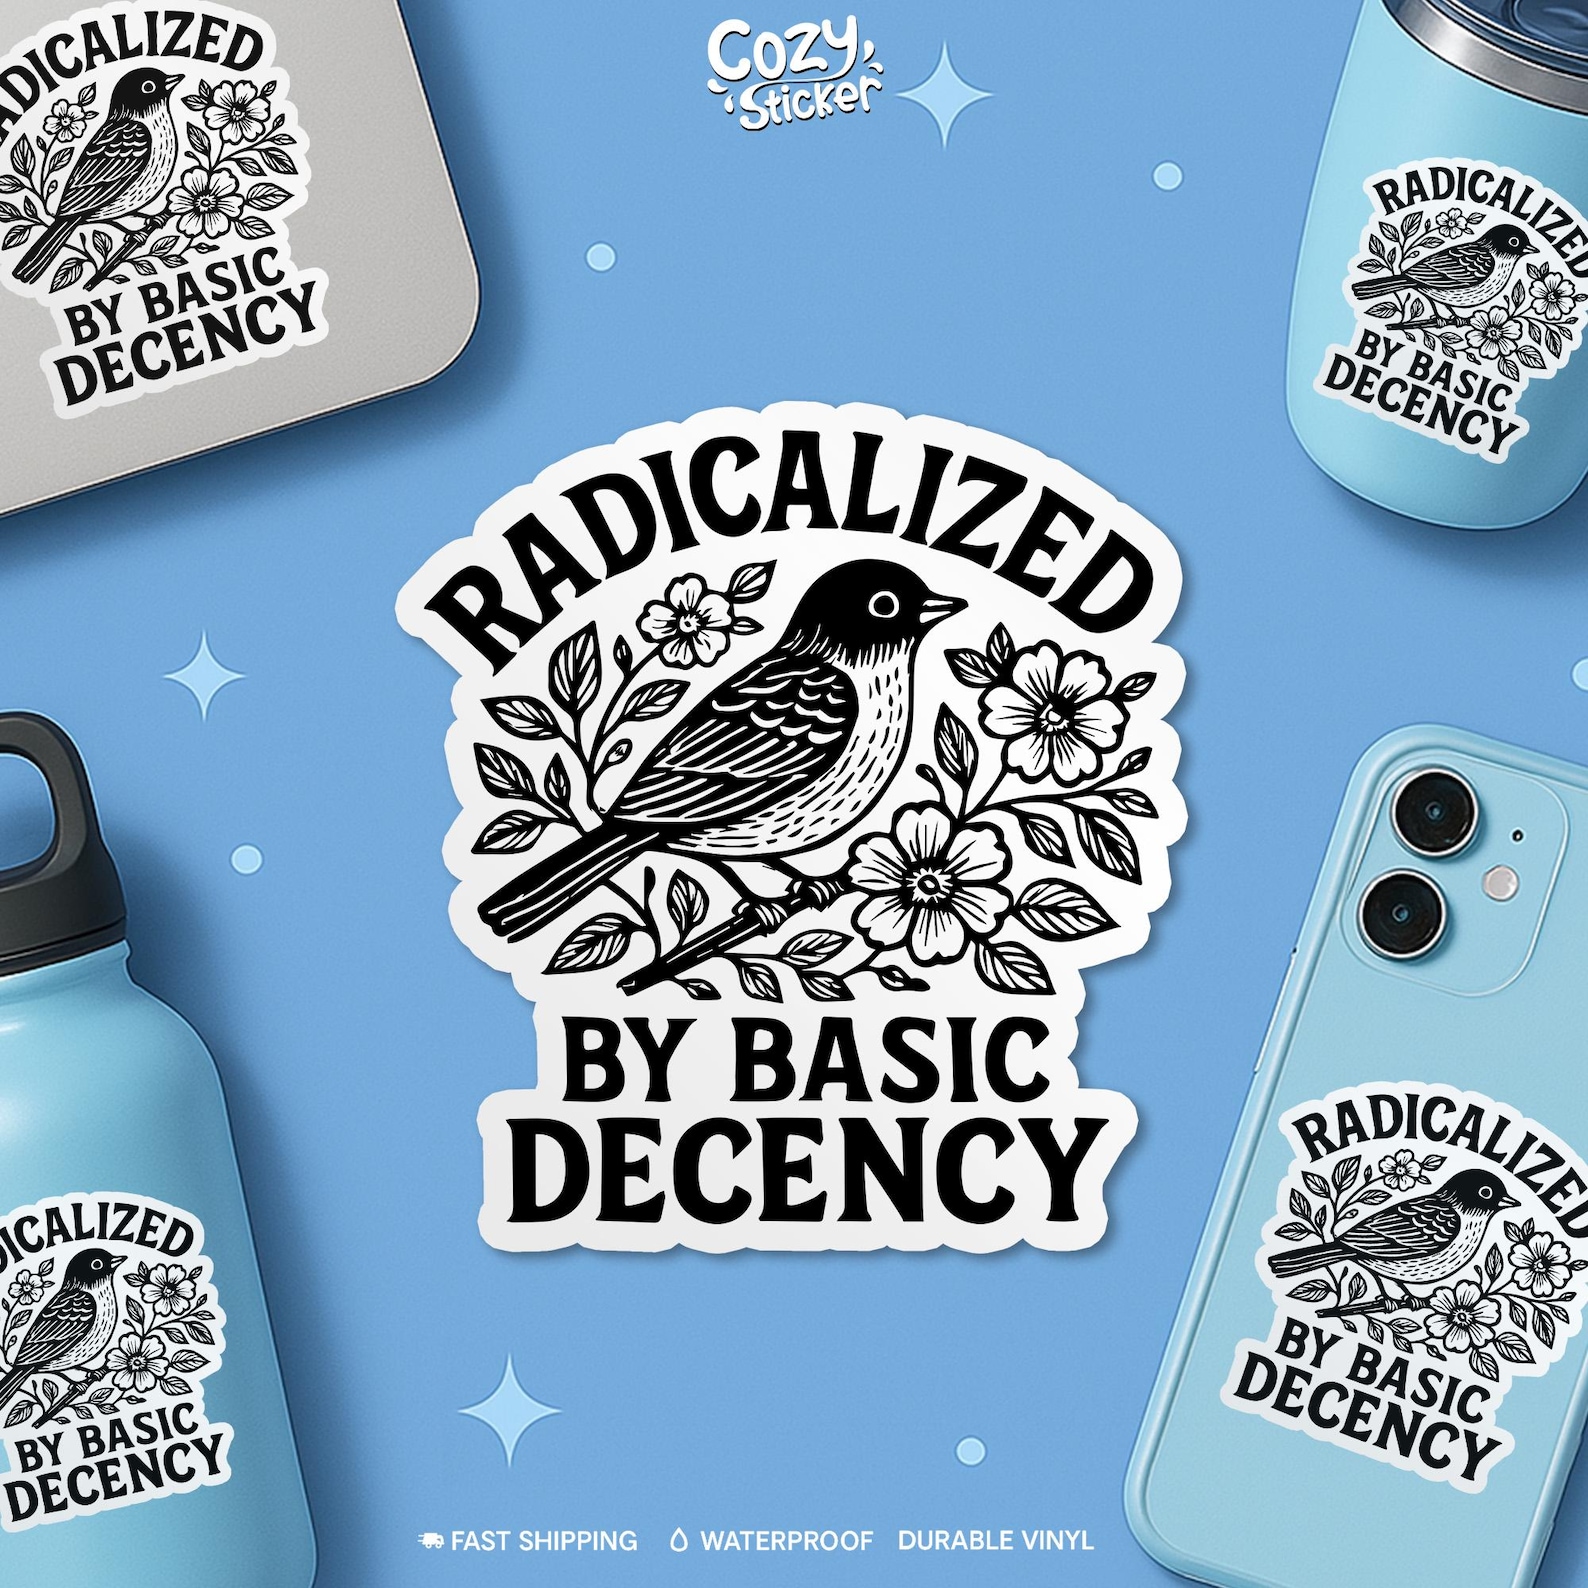 Cozy
Sticker
RADICALIZED
BY BASIC
DECENCY
RADICALIZED
BY BASIC
DECENCY
RADICALIZED
BY BASIC
DECENCY
DICALIZED
BY BASIC
DECENCY
RADICALIZED
BY BASIC
DECENCY
FAST SHIPPING WATERPROOF DURABLE VINYL